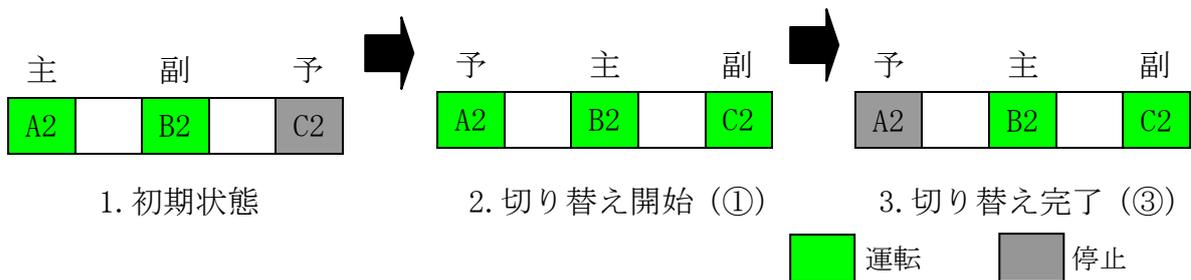 主 副 予
A2 B2 C2
1.初期状態
予 主 副
A2 B2 C2
2.切り替え開始（①）
予 主 副
A2 B2 C2
3.切り替え完了（③）
運転 停止